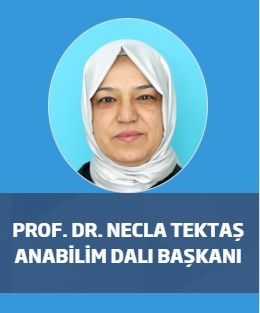 PROF. DR. NECLA TEKTAŞ
ANABİLİM DALI BAŞKANI